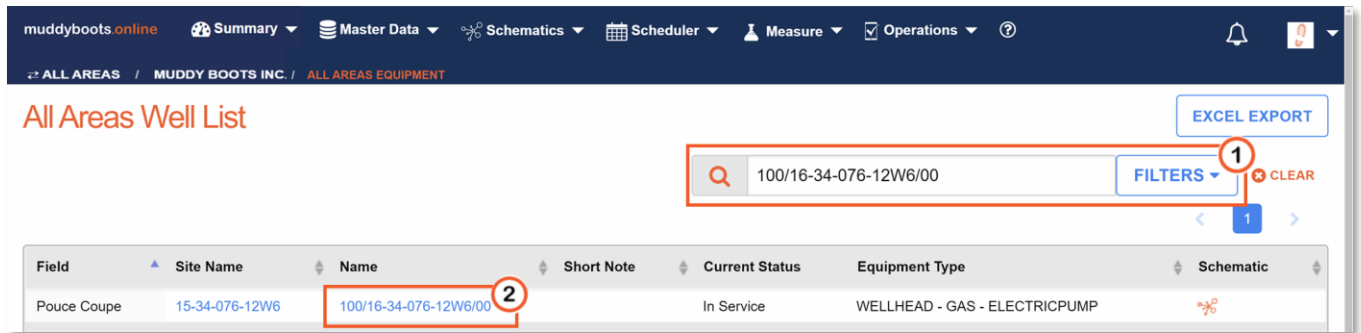 muddyboots.online Summary Master Data Schematics Scheduler Measure Operations ?
ALL AREAS / MUDDY BOOTS INC. / ALL AREAS EQUIPMENT
All Areas Well List
EXCEL EXPORT
1
100/16-34-076-12W6/00 FILTERS CLEAR
< 1 >
Field Site Name Name Short Note Current Status Equipment Type Schematic
2
Pouce Coupe 15-34-076-12W6 100/16-34-076-12W6/00 In Service WELLHEAD - GAS - ELECTRICPUMP